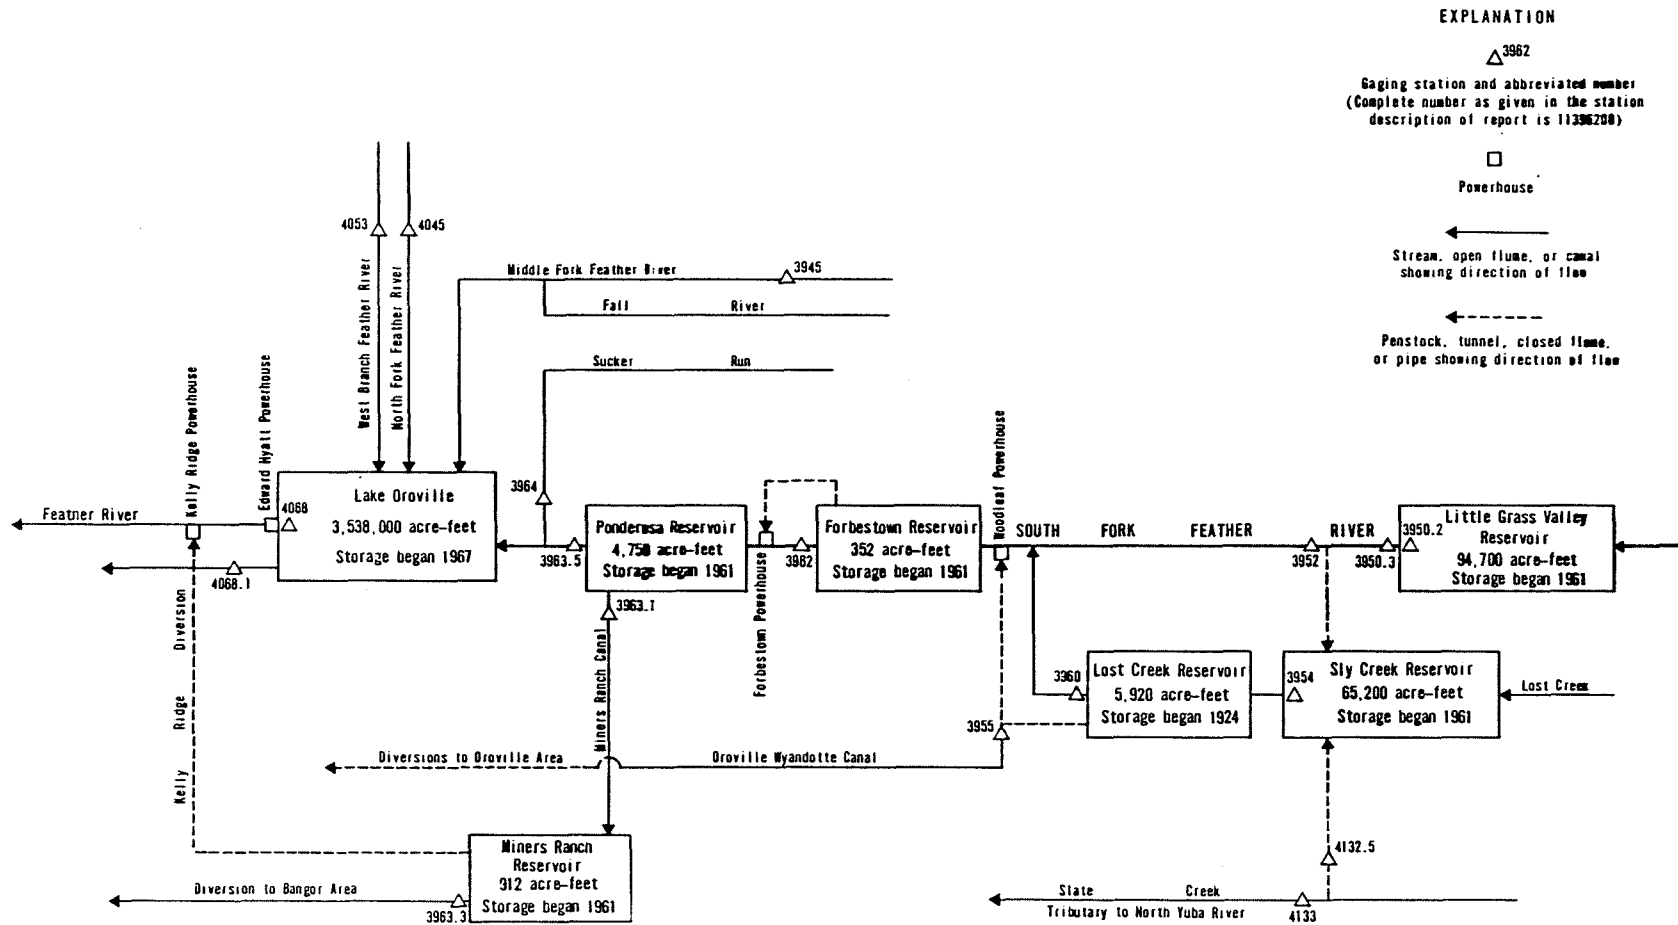 EXPLANATION
3962
Gaging station and abbreviated number
(Complete number as given in the station
description of report is 11396200)
Powerhouse
Stream, open flume, or canal
showing direction of flow
Penstock, tunnel, closed flume,
or pipe showing direction of flow
4053
4045
West Branch Feather River
North Fork Feather River
Middle Fork Feather River
3945
Fall River
Sucker Run
Kelly Ridge Powerhouse
Edward Hyatt Powerhouse
Feather River
4068
Lake Oroville
3,538,000 acre-feet
Storage began 1967
4068.1
3964
3963.5
Ponderosa Reservoir
4,750 acre-feet
Storage began 1961
Forbestown Powerhouse
3962
Forbestown Reservoir
352 acre-feet
Storage began 1961
Woodleaf Powerhouse
SOUTH FORK FEATHER RIVER
3952
3950.3
3950.2
Little Grass Valley
Reservoir
94,700 acre-feet
Storage began 1961
3963.1
Miners Ranch Canal
3960
Lost Creek Reservoir
5,920 acre-feet
Storage began 1924
3954
Sly Creek Reservoir
65,200 acre-feet
Storage began 1961
Lost Creek
3955
Diversions to Oroville Area
Oroville Wyandotte Canal
Kelly Ridge Diversion
Miners Ranch
Reservoir
912 acre-feet
Storage began 1961
Diversion to Bangor Area
3963.3
4132.5
Slate Creek
Tributary to North Yuba River
4133